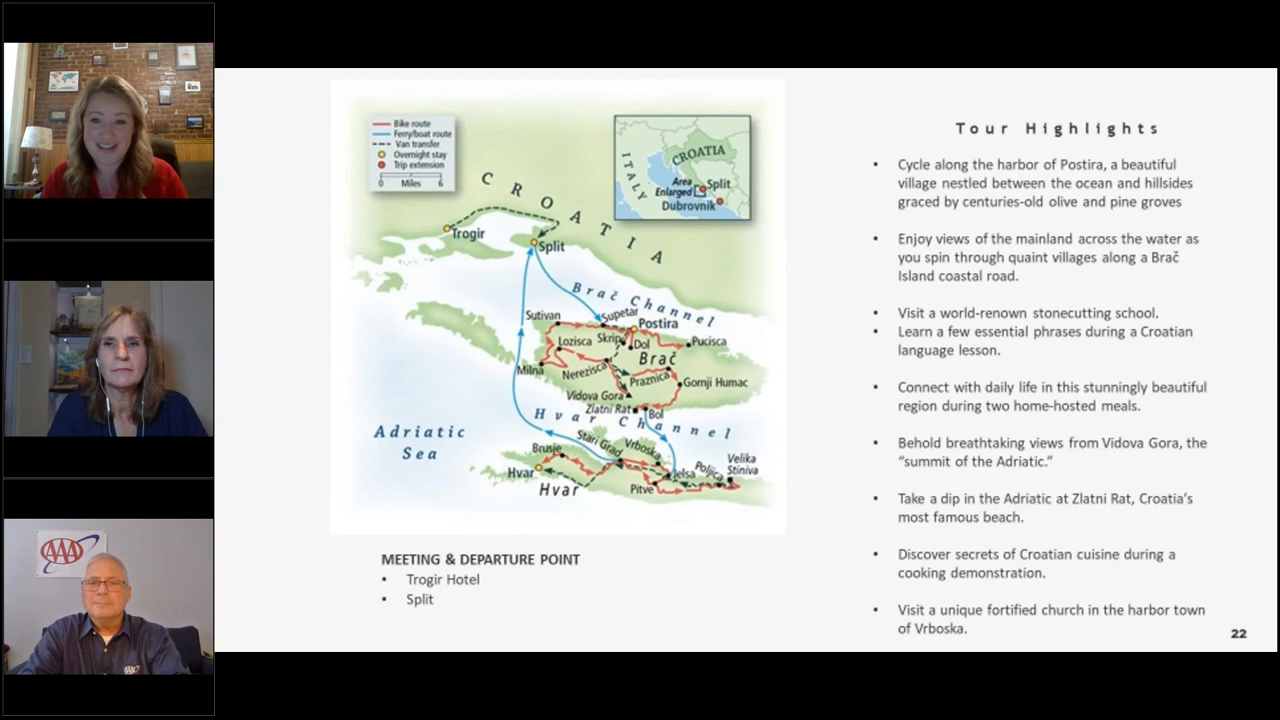 AAA
AAA
Bike route
Ferry/boat route
Van transfer
Overnight stay
Trip extension
0 Miles 6
CROATIA
ITALY
CROATIA
Area
Enlarged
Split
Dubrovnik
Trogir
Split
Brač Channel
Sutivan
Supetar
Postira
Lozisca
Skrip
Dol
Pucisca
Brač
Milna
Nerezisca
Praznica
Gornji Humac
Vidova Gora
Zlatni Rat
Bol
Hvar Channel
Adriatic
Sea
Stari Grad
Vrboska
Brusje
Velika
Stiniva
Hvar
Jelsa
Poljica
Hvar
Pitve
MEETING & DEPARTURE POINT
• Trogir Hotel
• Split
Tour Highlights
• Cycle along the harbor of Postira, a beautiful
village nestled between the ocean and hillsides
graced by centuries-old olive and pine groves
• Enjoy views of the mainland across the water as
you spin through quaint villages along a Brač
Island coastal road.
• Visit a world-renown stonecutting school.
• Learn a few essential phrases during a Croatian
language lesson.
• Connect with daily life in this stunningly beautiful
region during two home-hosted meals.
• Behold breathtaking views from Vidova Gora, the
“summit of the Adriatic.”
• Take a dip in the Adriatic at Zlatni Rat, Croatia’s
most famous beach.
• Discover secrets of Croatian cuisine during a
cooking demonstration.
• Visit a unique fortified church in the harbor town
of Vrboska.
22